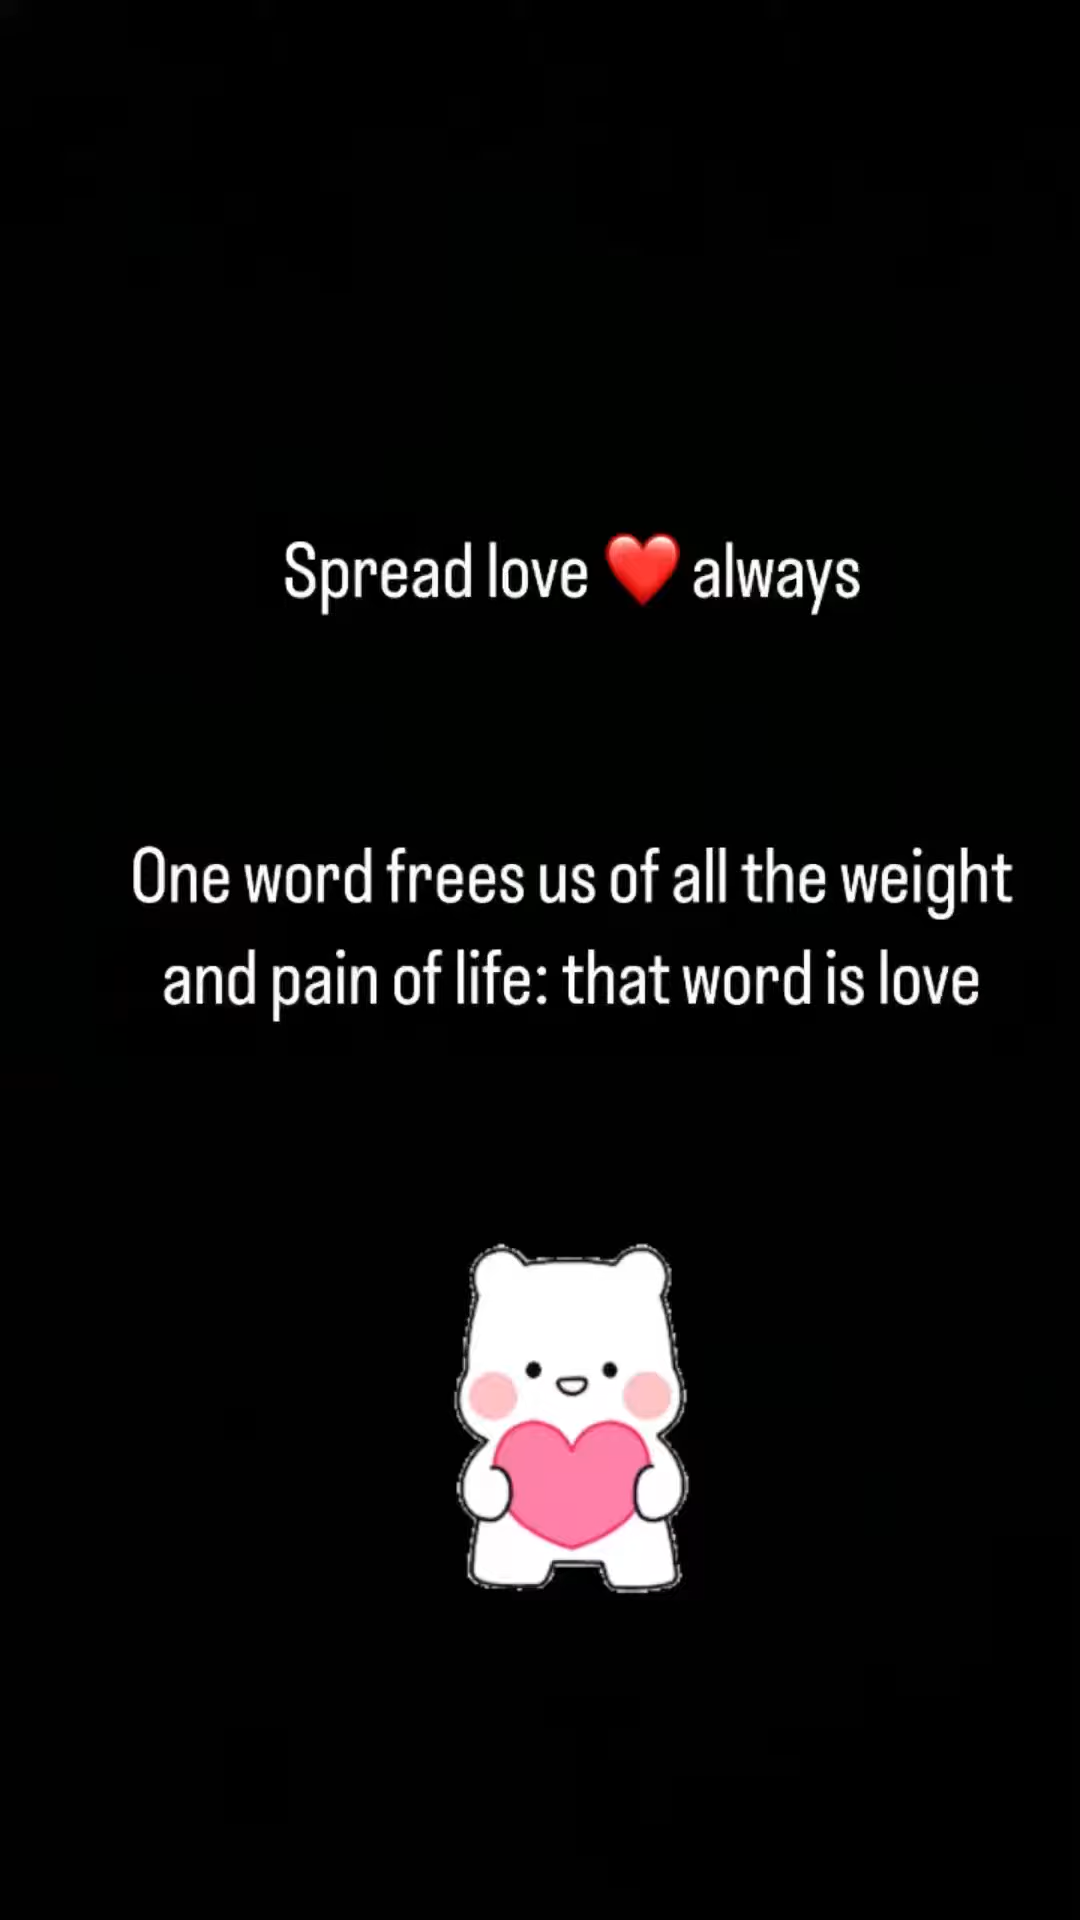 Spread love ❤️ always
One word frees us of all the weight
and pain of life: that word is love